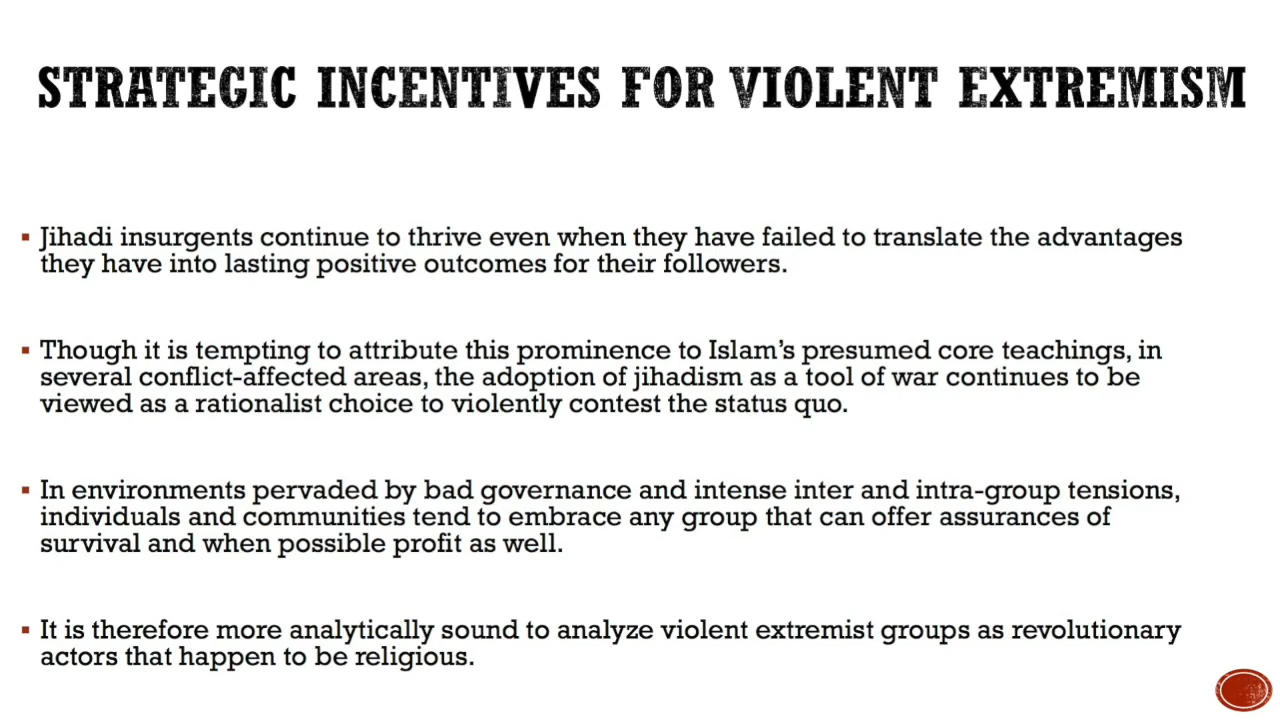 STRATEGIC INCENTIVES FOR VIOLENT EXTREMISM
▪ Jihadi insurgents continue to thrive even when they have failed to translate the advantages
they have into lasting positive outcomes for their followers.
▪ Though it is tempting to attribute this prominence to Islam’s presumed core teachings, in
several conflict-affected areas, the adoption of jihadism as a tool of war continues to be
viewed as a rationalist choice to violently contest the status quo.
▪ In environments pervaded by bad governance and intense inter and intra-group tensions,
individuals and communities tend to embrace any group that can offer assurances of
survival and when possible profit as well.
▪ It is therefore more analytically sound to analyze violent extremist groups as revolutionary
actors that happen to be religious.